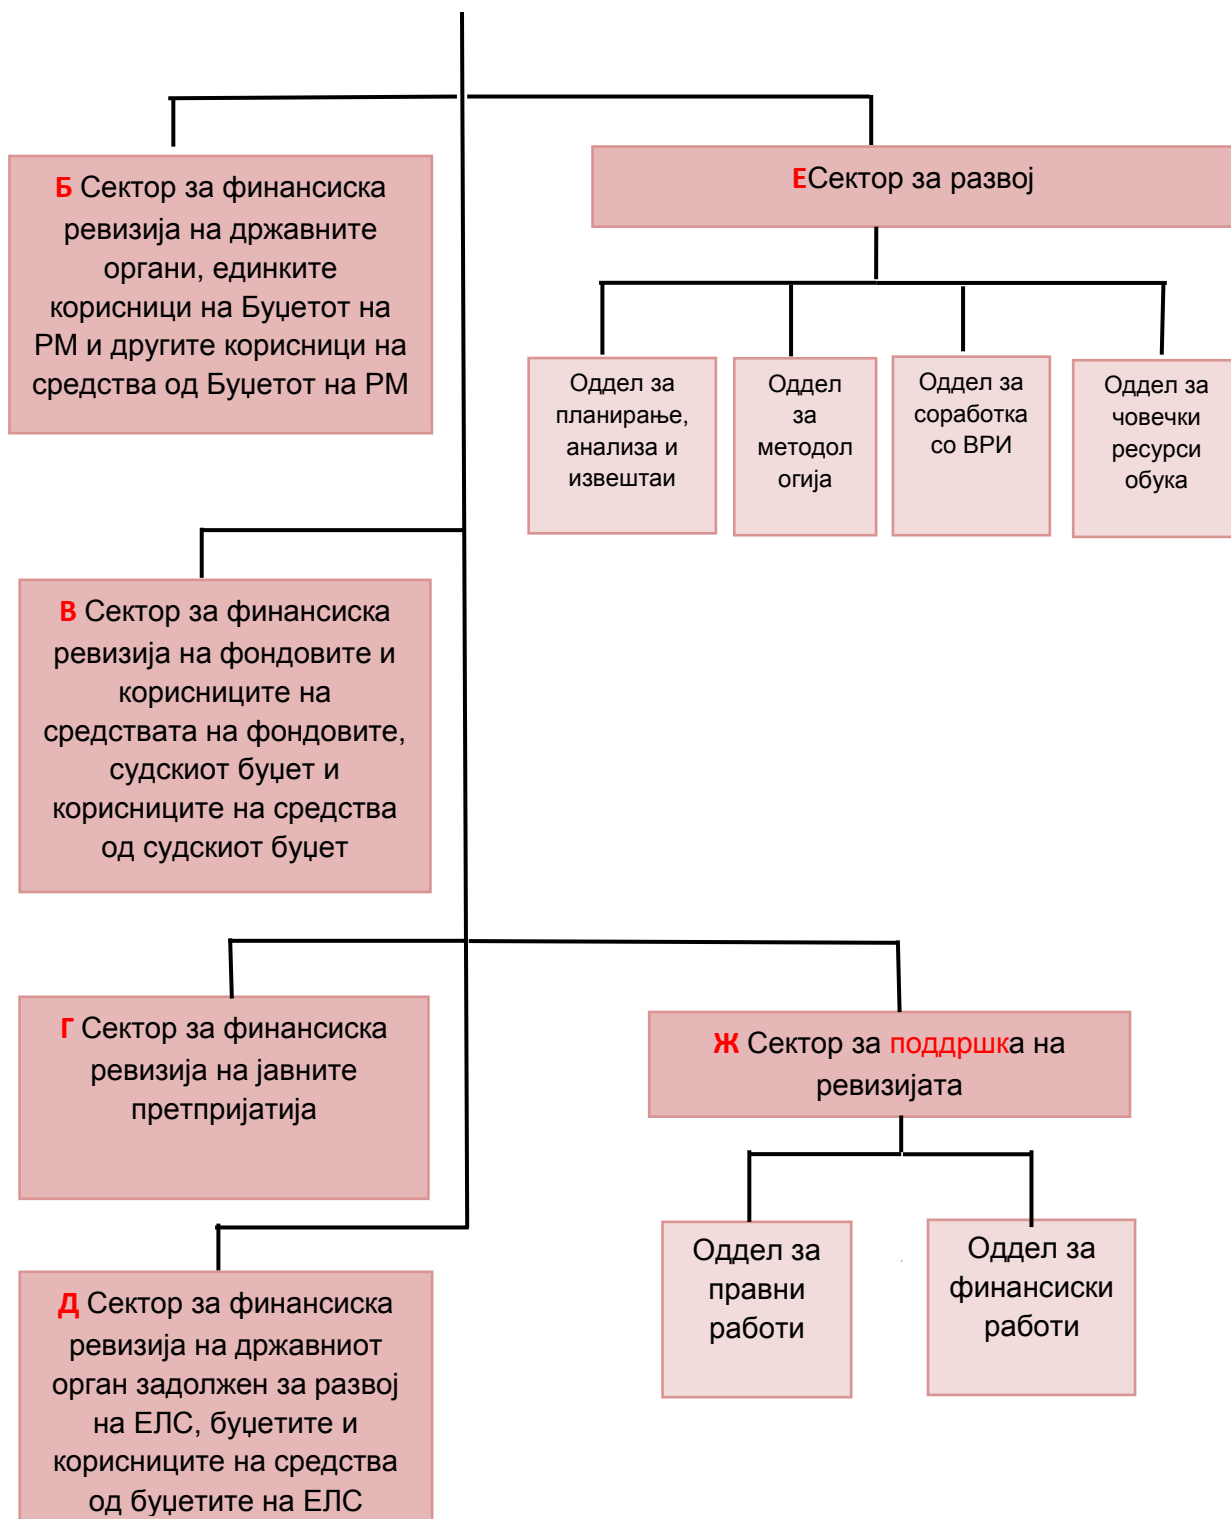 Б Сектор за финансиска
ревизија на државните
органи, единките
корисници на Буџетот на
РМ и другите корисници на
средства од Буџетот на РМ
ЕСектор за развој
Оддел за
планирање,
анализа и
извештаи
Оддел
за
методол
огија
Оддел за
соработка
со ВРИ
Оддел за
човечки
ресурси
обука
В Сектор за финансиска
ревизија на фондовите и
корисниците на
средствата на фондовите,
судскиот буџет и
корисниците на средства
од судскиот буџет
Г Сектор за финансиска
ревизија на јавните
претпријатија
Ж Сектор за поддршка на
ревизијата
Оддел за
правни
работи
Оддел за
финансиски
работи
Д Сектор за финансиска
ревизија на државниот
орган задолжен за развој
на ЕЛС, буџетите и
корисниците на средства
од буџетите на ЕЛС